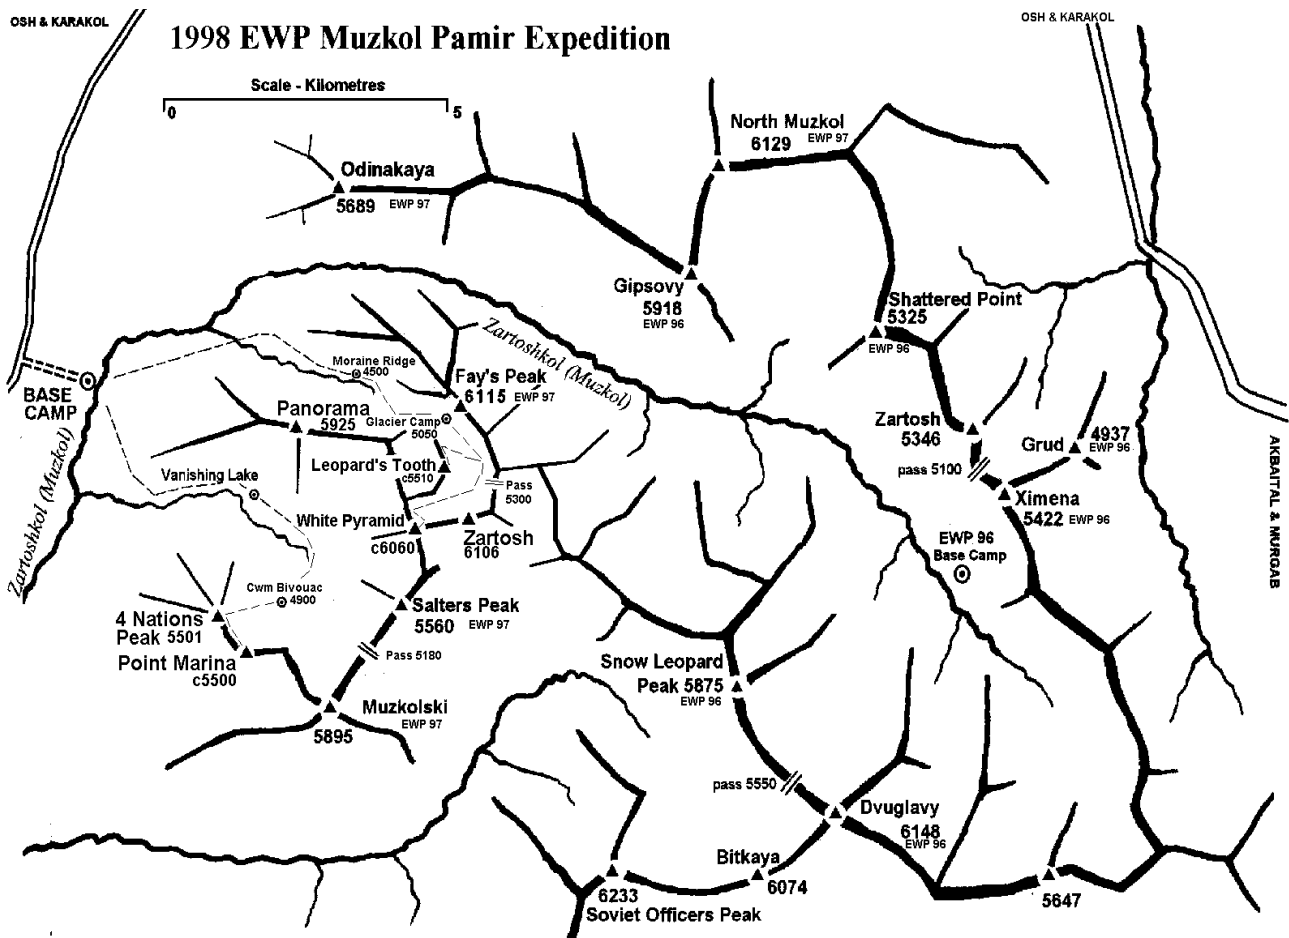 OSH & KARAKOL
OSH & KARAKOL
1998 EWP Muzkol Pamir Expedition
Scale - Kilometres
0
5
North Muzkol
6129 EWP 97
Odinakaya
5689 EWP 97
Gipsovy
5918
EWP 96
Shattered Point
5325
EWP 96
Zartoshkol (Muzkol)
Moraine Ridge
4500
BASE
CAMP
Fay's Peak
6115 EWP 97
Panorama
5925
Glacier Camp
5050
Zartosh
5346
Grud
4937
EWP 96
pass 5100
Leopard's Tooth
c5510
Vanishing Lake
Pass
5300
Ximena
5422 EWP 96
AKBAITAL & MURGAB
Zartoshkol (Muzkol)
White Pyramid
c6060
Zartosh
6106
EWP 96
Base Camp
Cwm Bivouac
4900
4 Nations
Peak 5501
Salters Peak
5560 EWP 97
Point Marina
c5500
Pass 5180
Snow Leopard
Peak 5875
EWP 96
Muzkolski
EWP 97
5895
pass 5550
Dvuglavy
6148
EWP 96
Bitkaya
6074
6233
Soviet Officers Peak
5647